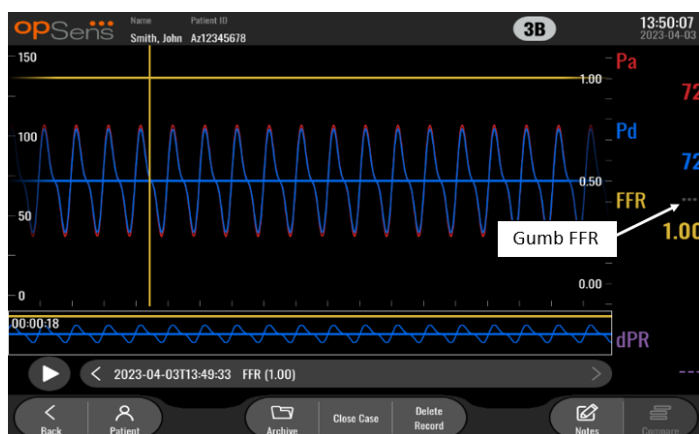 opSens
Name Patient ID
Smith, John Az12345678
3B
13:50:07
2023-04-03
150
1.00
Pa
72
100
Pd
72
0.50
FFR
---
1.00
50
Gumb FFR
0.00
0
00:00:18
dPR
---
2023-04-03T13:49:33 FFR (1.00)
Back
Patient
Archive
Close Case
Delete
Record
Notes
Compare